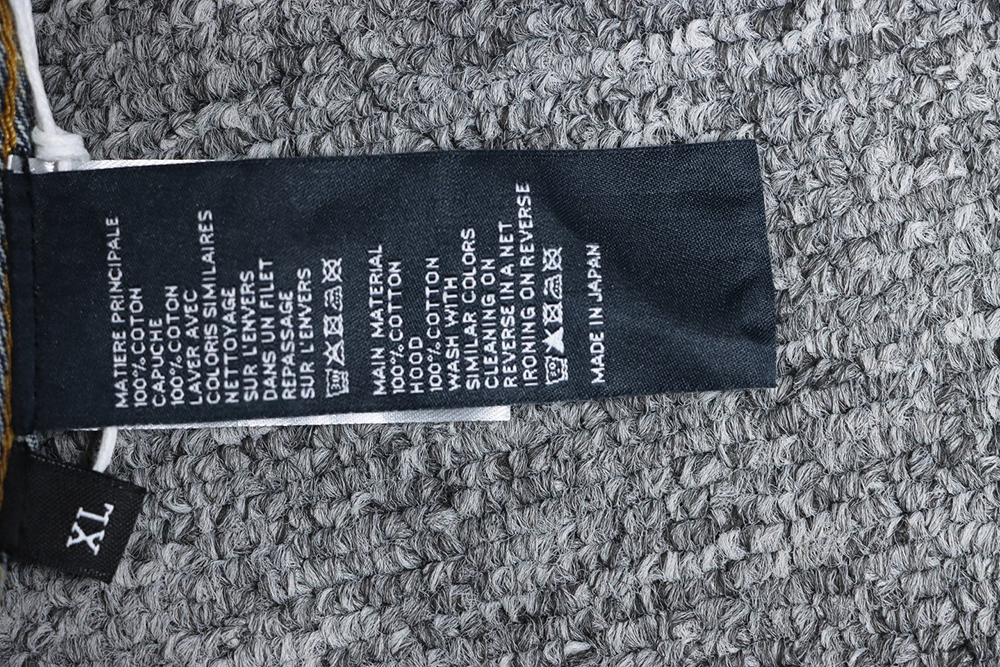 MATIERE PRINCIPALE
100% COTON
CAPUCHE
100% COTON
LAVER AVEC
COLORIS SIMILAIRES
NETTOYAGE
SUR L'ENVERS
DANS UN FILET
REPASSAGE
SUR L'ENVERS
MAIN MATERIAL
100% COTTON
HOOD
100% COTTON
WASH WITH
SIMILAR COLORS
CLEANING ON
REVERSE IN A NET
IRONING ON REVERSE
MADE IN JAPAN
XL